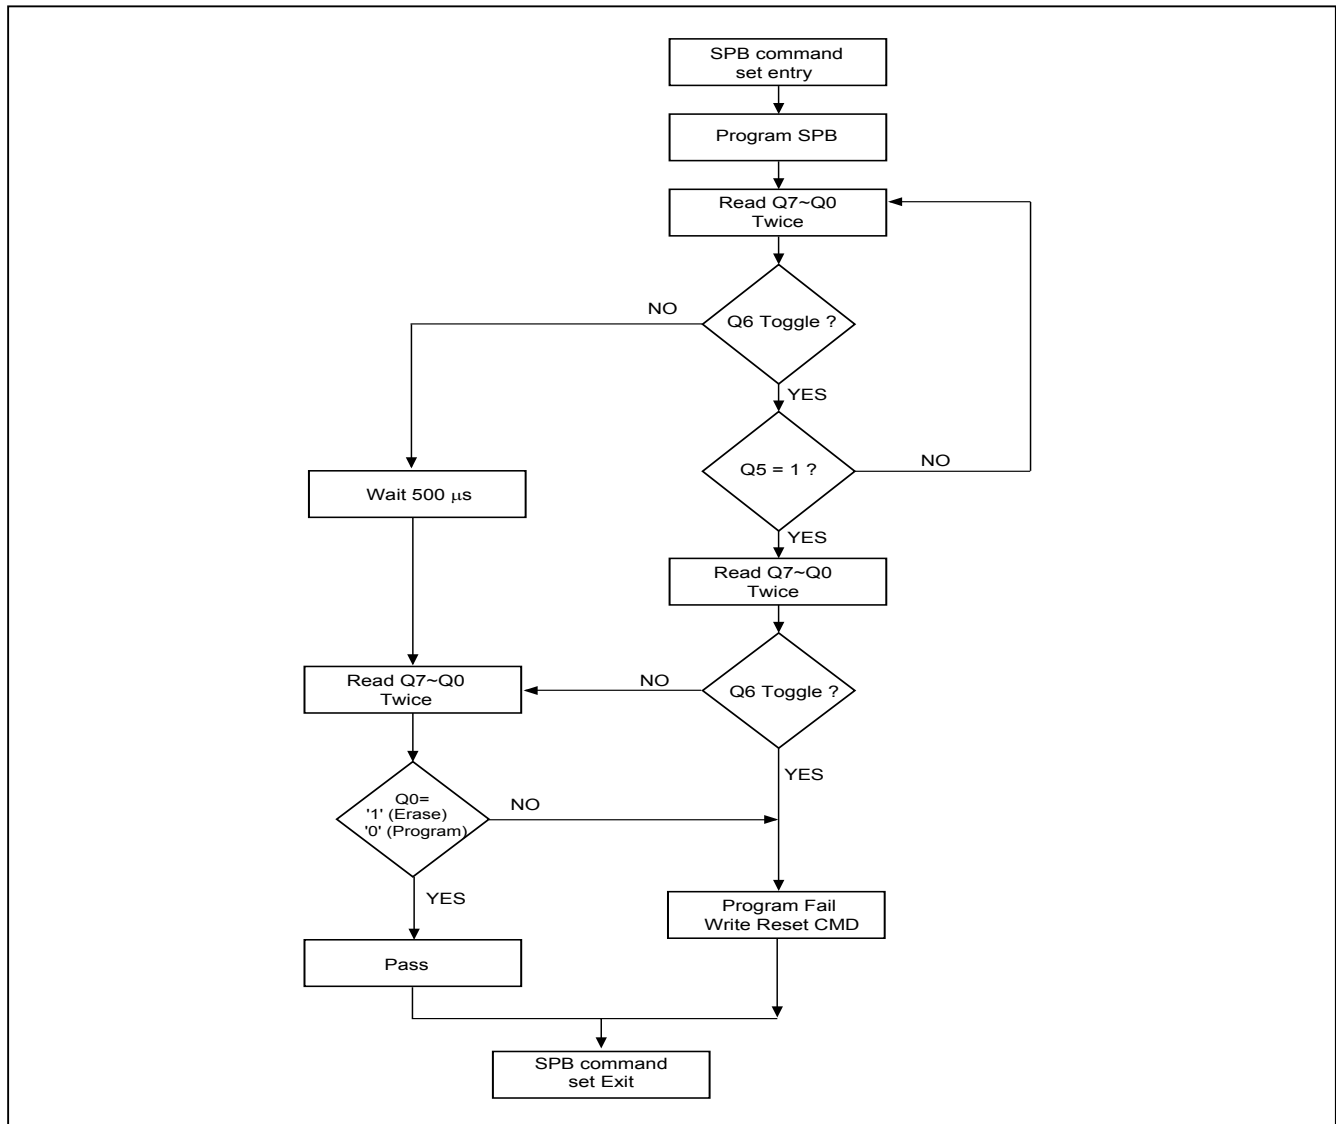 SPB command
set entry
Program SPB
Read Q7~Q0
Twice
NO
Q6 Toggle ?
YES
Q5 = 1 ?
NO
Wait 500 μs
YES
Read Q7~Q0
Twice
Read Q7~Q0
Twice
NO
Q6 Toggle ?
YES
Q0=
'1' (Erase)
'0' (Program)
NO
YES
Program Fail
Write Reset CMD
Pass
SPB command
set Exit